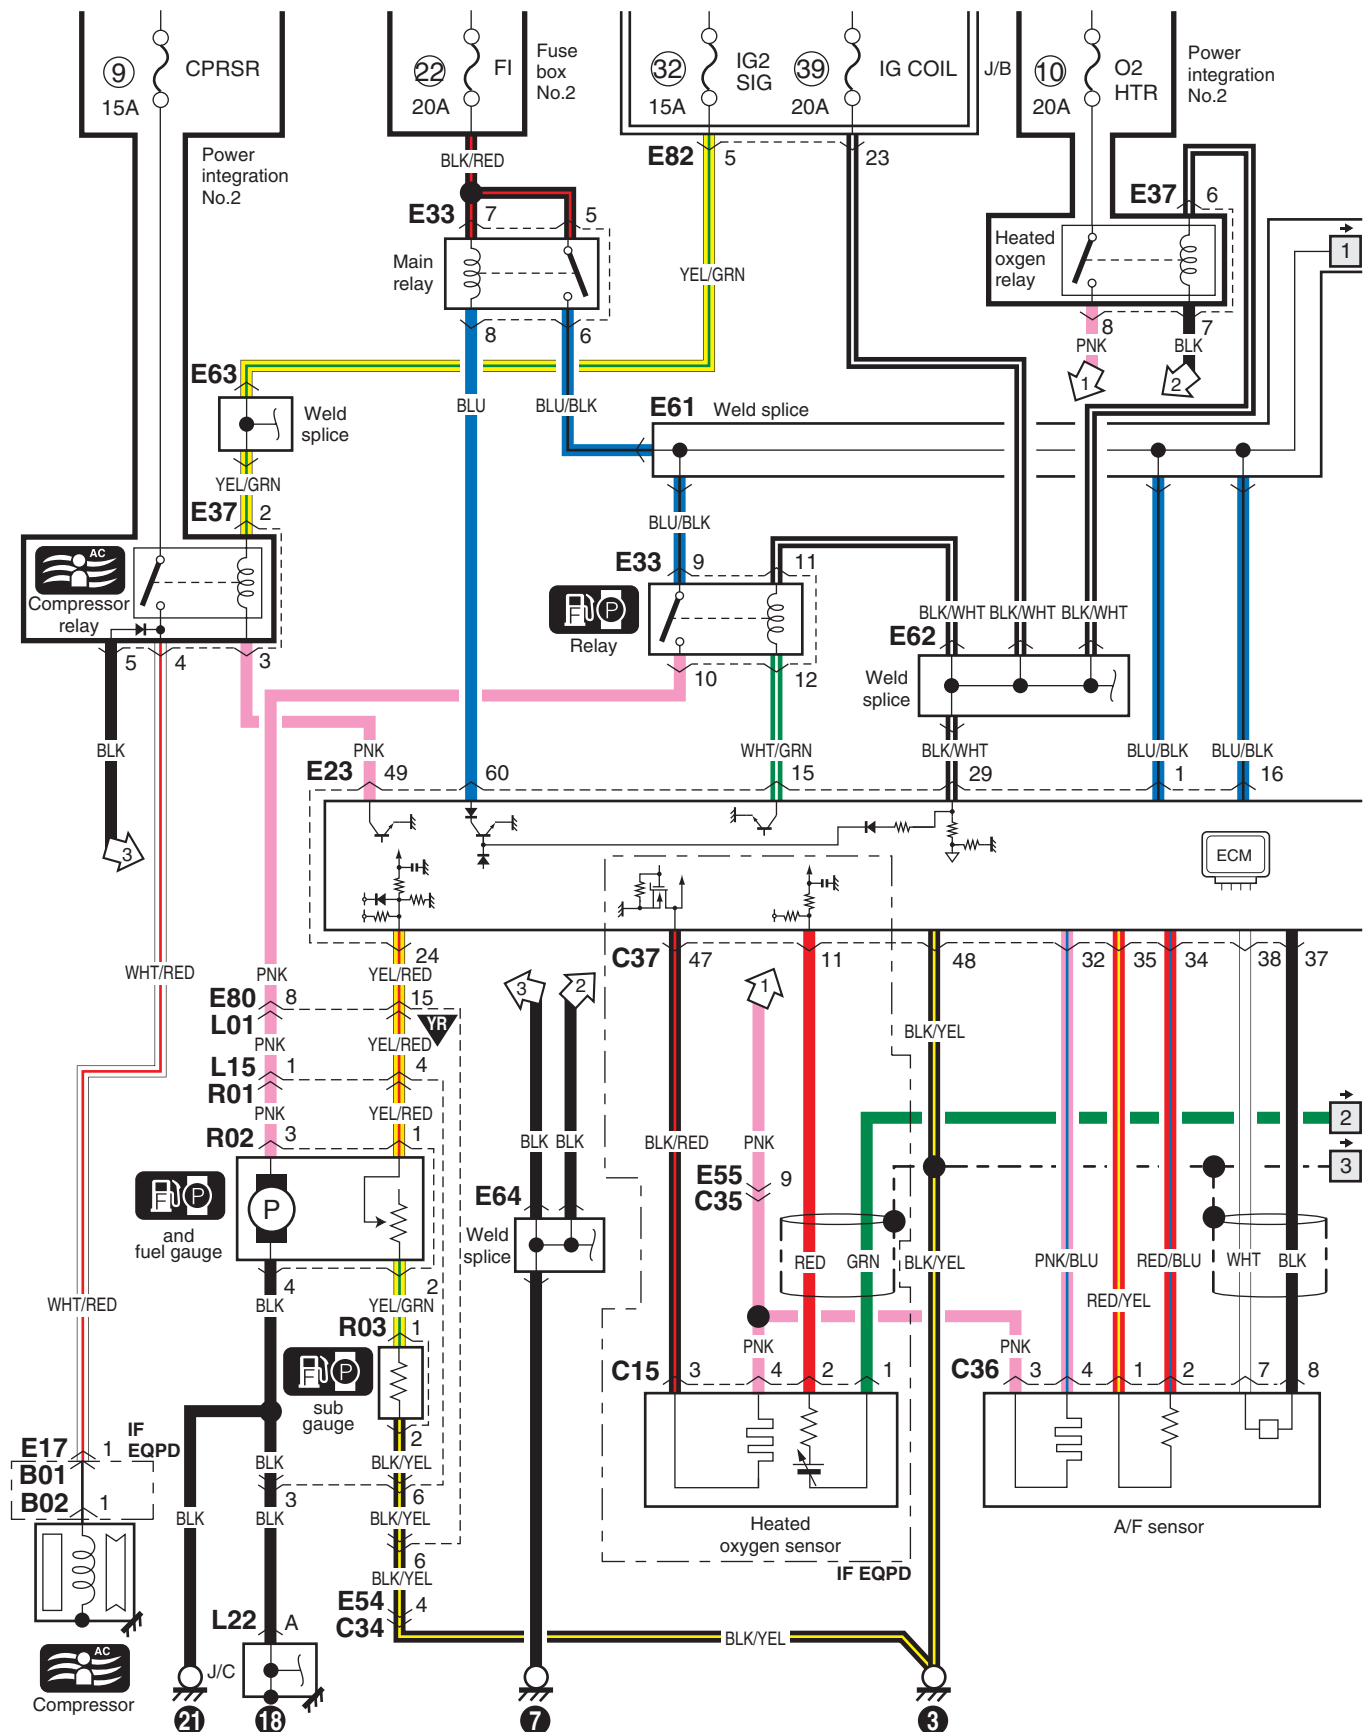 9
CPRSR
15A
22
FI
20A
Fuse
box
No.2
32
IG2
SIG
15A
39
IG COIL
20A
J/B
10
O2
HTR
20A
Power
integration
No.2
Power
integration
No.2
BLK/RED
E82 5 23
E33 7 5
E37 6
Main
relay
YEL/GRN
Heated
oxgen
relay
1
8 6
8 7
PNK BLK
1 2
E63
BLU BLU/BLK
E61 Weld splice
Weld
splice
YEL/GRN
E37 2
BLU/BLK
AC
Compressor
relay
E33 9 11
F P
Relay
BLK/WHT BLK/WHT BLK/WHT
E62
5 4 3
10 12
Weld
splice
BLK
PNK
WHT/GRN
BLK/WHT
BLU/BLK BLU/BLK
E23 49 60 15 29 1 16
3
ECM
24
C37 47 11 48 32 35 34 38 37
WHT/RED
PNK YEL/RED
3 2 1
E80 8 15
L01
YR
BLK/YEL
PNK YEL/RED
L15 1 4
R01
PNK YEL/RED
2
R02 3 1
BLK BLK
BLK/RED PNK
3
F P
P
and
fuel gauge
E55 9
C35
E64
Weld
splice
4 2
RED GRN BLK/YEL PNK/BLU RED/BLU WHT BLK
WHT/RED
BLK YEL/GRN
RED/YEL
R03 1
F P
sub
gauge
PNK
C15 3 4 2 1
C36 3 4 1 2 7 8
2
IF
EQPD
E17 1
B01
B02 1
BLK BLK/YEL
3 6
BLK BLK BLK/YEL
Heated
oxygen sensor
A/F sensor
6
IF EQPD
BLK/YEL
E54 4
C34
L22 A
BLK/YEL
AC
Compressor
J/C
21 18 7 3